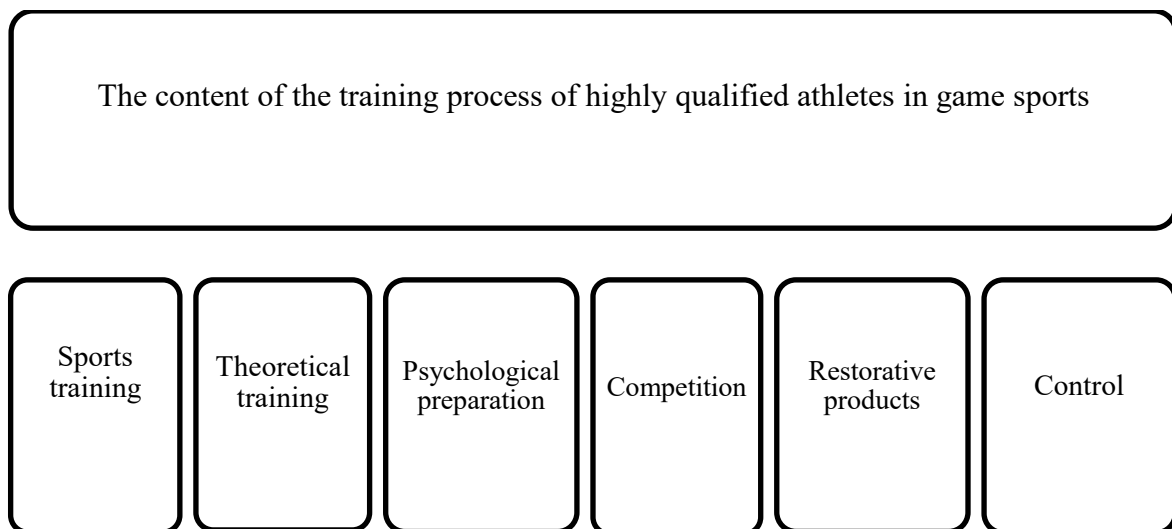 The content of the training process of highly qualified athletes in game sports
Sports
training
Theoretical
training
Psychological
preparation
Competition
Restorative
products
Control